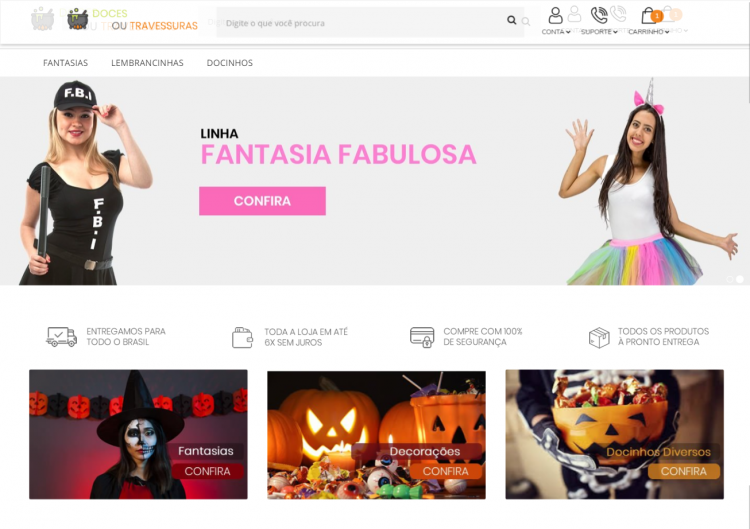 DOCES
OU TRAVESSURAS
Digite o que você procura
CONTA
SUPORTE
CARRINHO
1
FANTASIAS
LEMBRANCINHAS
DOCINHOS
F.B.I
F.B.I
LINHA
FANTASIA FABULOSA
CONFIRA
ENTREGAMOS PARA
TODO O BRASIL
TODA A LOJA EM ATÉ
6X SEM JUROS
COMPRE COM 100%
DE SEGURANÇA
TODOS OS PRODUTOS
À PRONTO ENTREGA
Fantasias
CONFIRA
Decorações
CONFIRA
Docinhos Diversos
CONFIRA